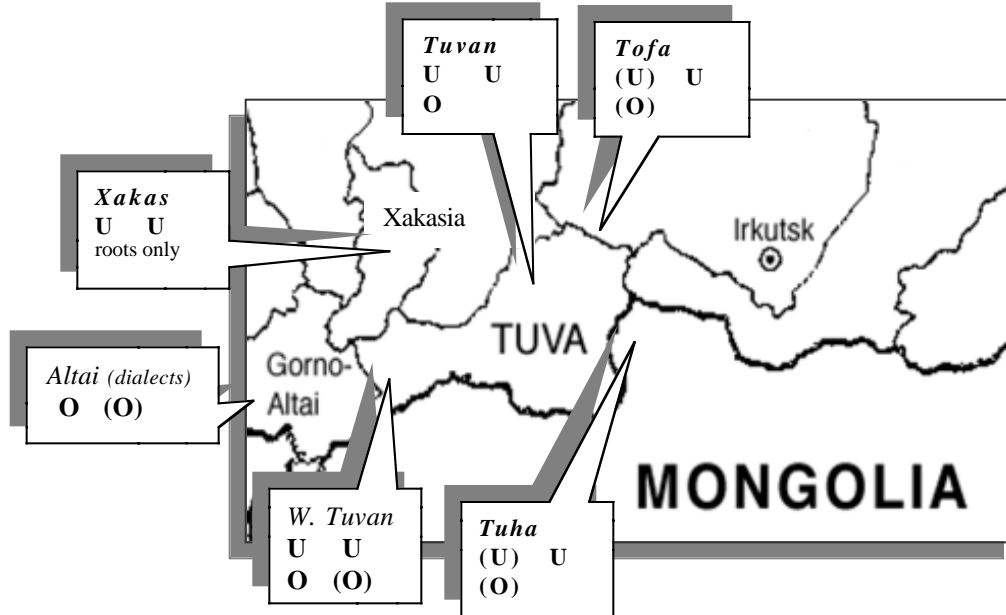 Tuvan
U U
O
Tofa
(U) U
(O)
Xakas
U U
roots only
Xakasia
Irkutsk
TUVA
Altai (dialects)
O (O)
Gorno-
Altai
MONGOLIA
W. Tuvan
U U
O (O)
Tuha
(U) U
(O)